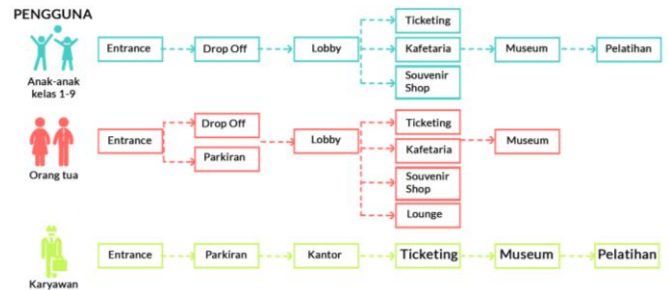 PENGGUNA
Anak-anak
kelas 1-9
Entrance
Drop Off
Lobby
Ticketing
Kafetaria
Souvenir
Shop
Museum
Pelatihan
Orang tua
Entrance
Drop Off
Parkiran
Lobby
Ticketing
Kafetaria
Souvenir
Shop
Lounge
Museum
Karyawan
Entrance
Parkiran
Kantor
Ticketing
Museum
Pelatihan